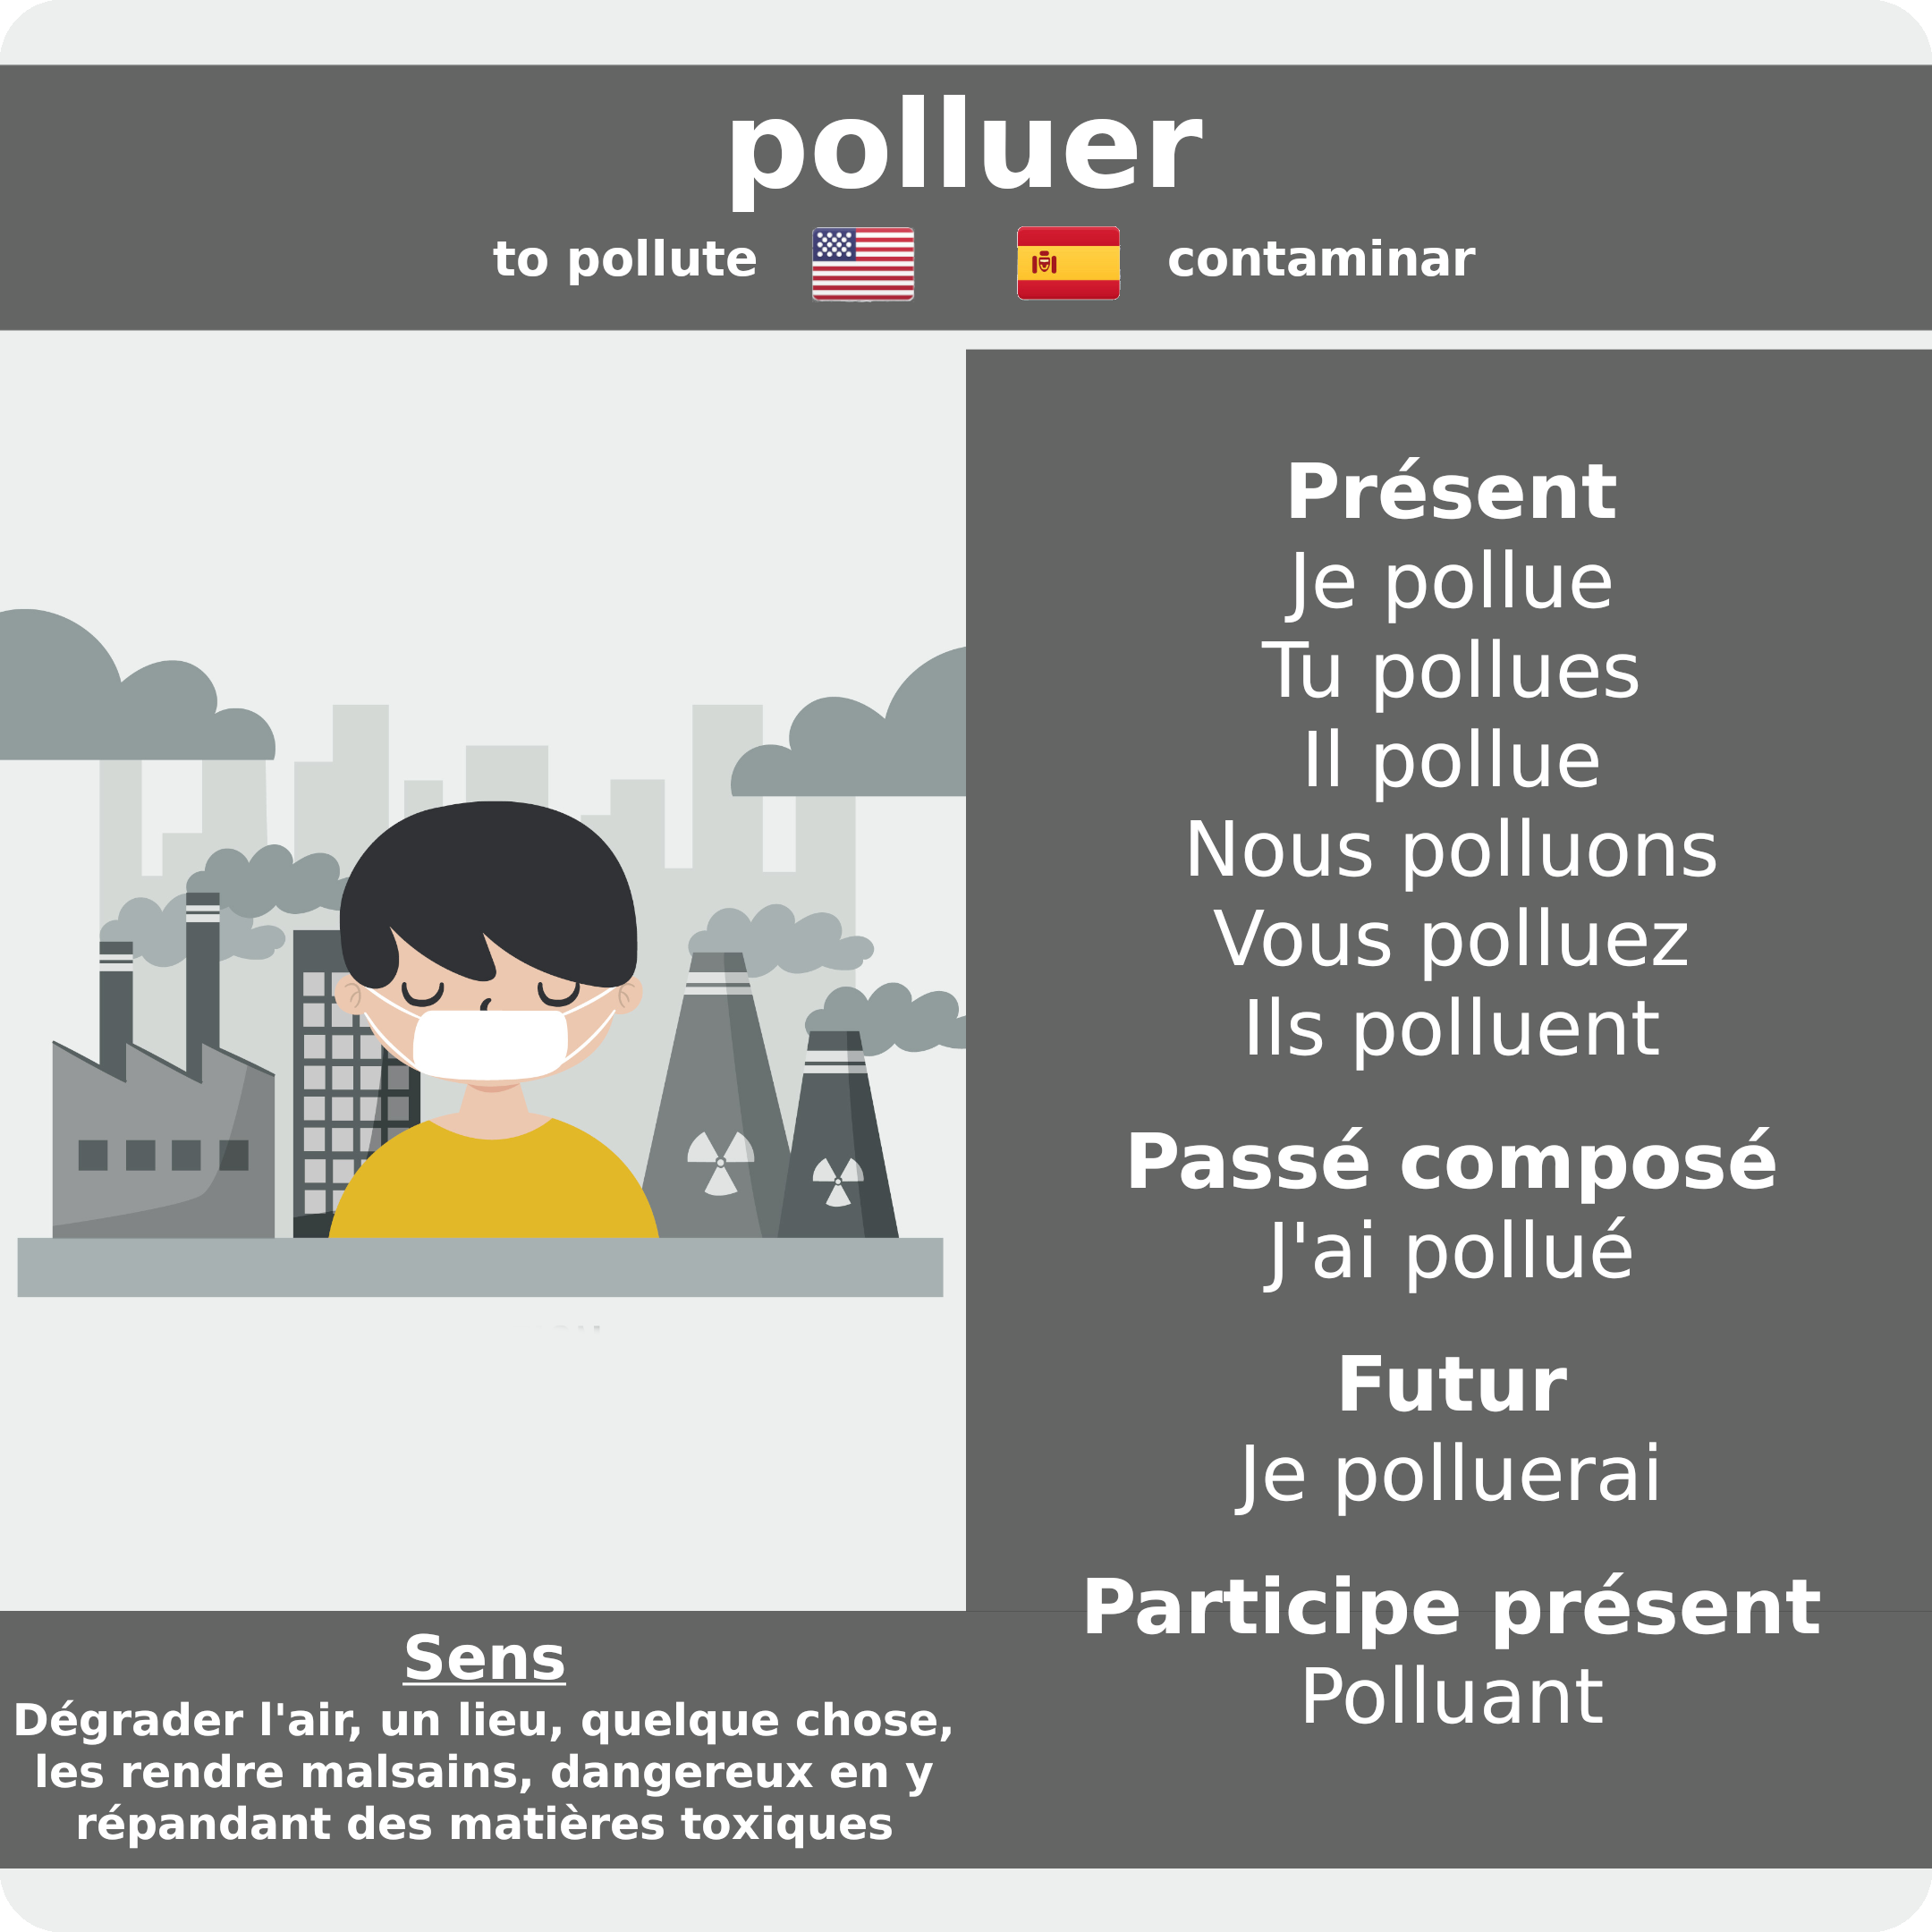 polluer
to pollute
contaminar
Présent
Je pollue
Tu pollues
Il pollue
Nous polluons
Vous polluez
Ils polluent
Passé composé
J'ai pollué
Futur
Je polluerai
Participe présent
Polluant
Sens
Dégrader l'air, un lieu, quelque chose,
les rendre malsains, dangereux en y
répandant des matières toxiques